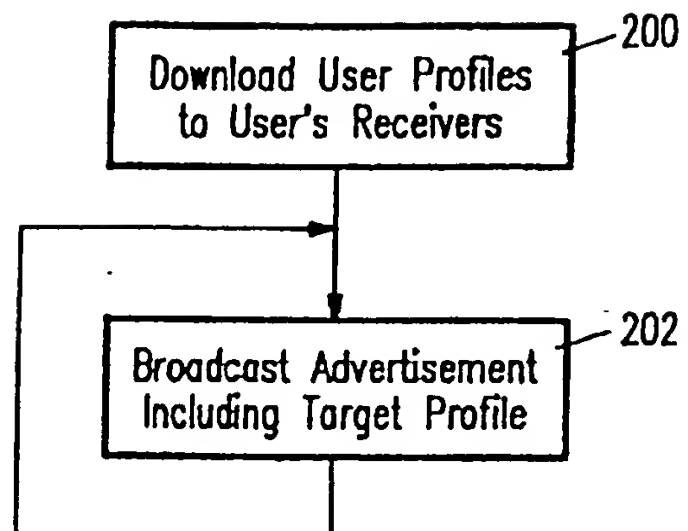 200
Download User Profiles
to User's Receivers
202
Broadcast Advertisement
Including Target Profile